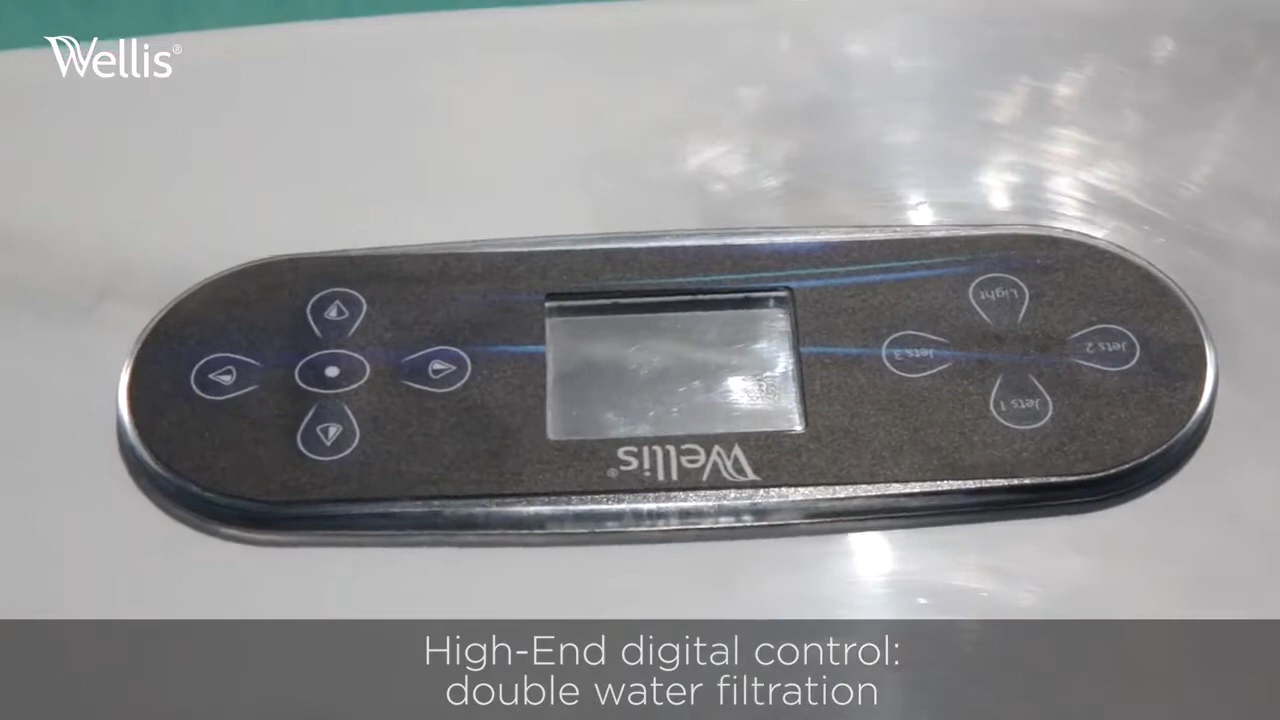 Wellis®
Light
Jets 3
Jets 2
Jets 1
Wellis®
High-End digital control:
double water filtration